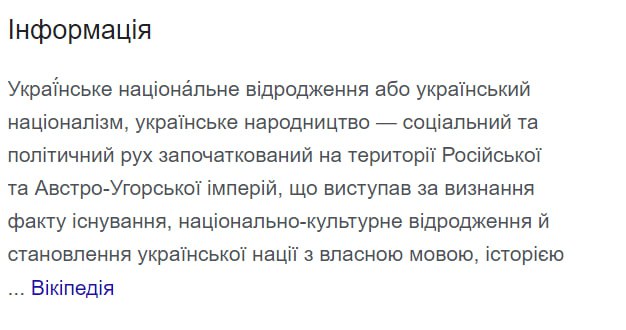 Інформація
Украї́нське націона́льне відродження або український
націоналізм, українське народництво — соціальний та
політичний рух започаткований на території Російської
та Австро-Угорської імперій, що виступав за визнання
факту існування, національно-культурне відродження й
становлення української нації з власною мовою, історією
... Вікіпедія